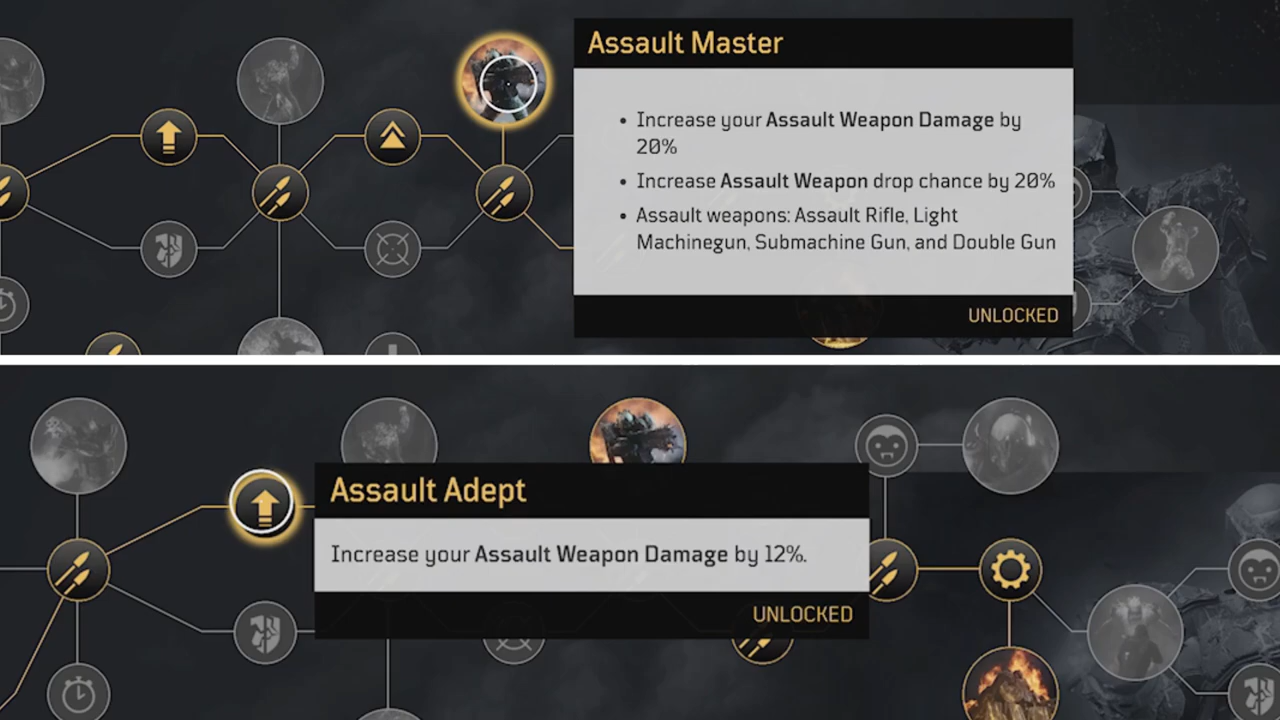 Assault Master
• Increase your Assault Weapon Damage by
20%
• Increase Assault Weapon drop chance by 20%
• Assault weapons: Assault Rifle, Light
Machinegun, Submachine Gun, and Double Gun
UNLOCKED
Assault Adept
Increase your Assault Weapon Damage by 12%.
UNLOCKED